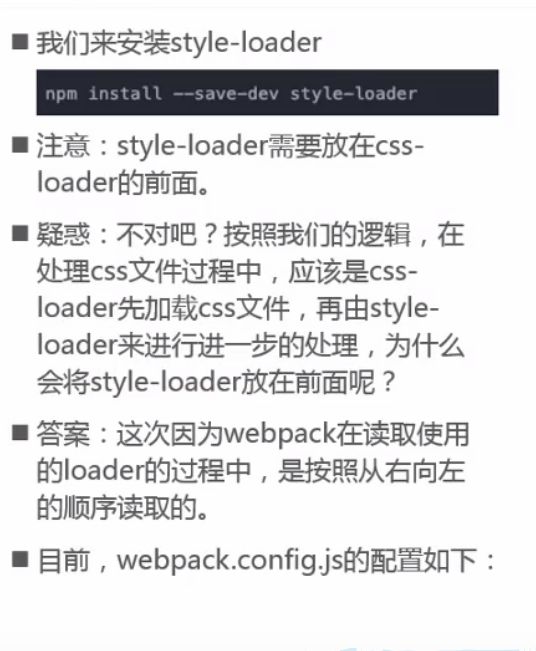 ■ 我们来安装style-loader
npm install --save-dev style-loader
■ 注意：style-loader需要放在css-
loader的前面。
■ 疑惑：不对吧？按照我们的逻辑，在
处理css文件过程中，应该是css-
loader先加载css文件，再由style-
loader来进行进一步的处理，为什么
会将style-loader放在前面呢？
■ 答案：这次因为webpack在读取使用
的loader的过程中，是按照从右向左
的顺序读取的。
■ 目前，webpack.config.js的配置如下：